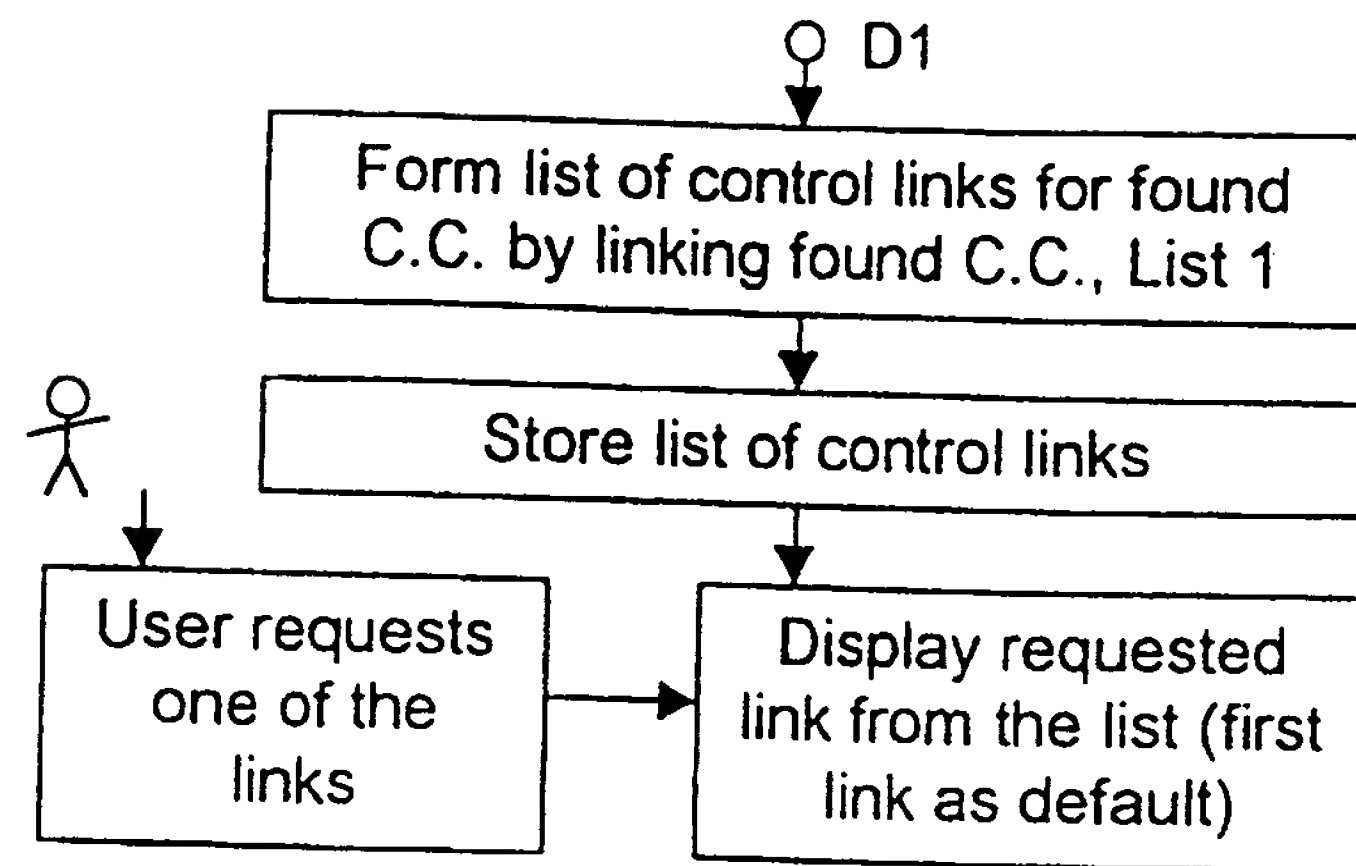 D1
Form list of control links for found
C.C. by linking found C.C., List 1
Store list of control links
User requests
one of the
links
Display requested
link from the list (first
link as default)